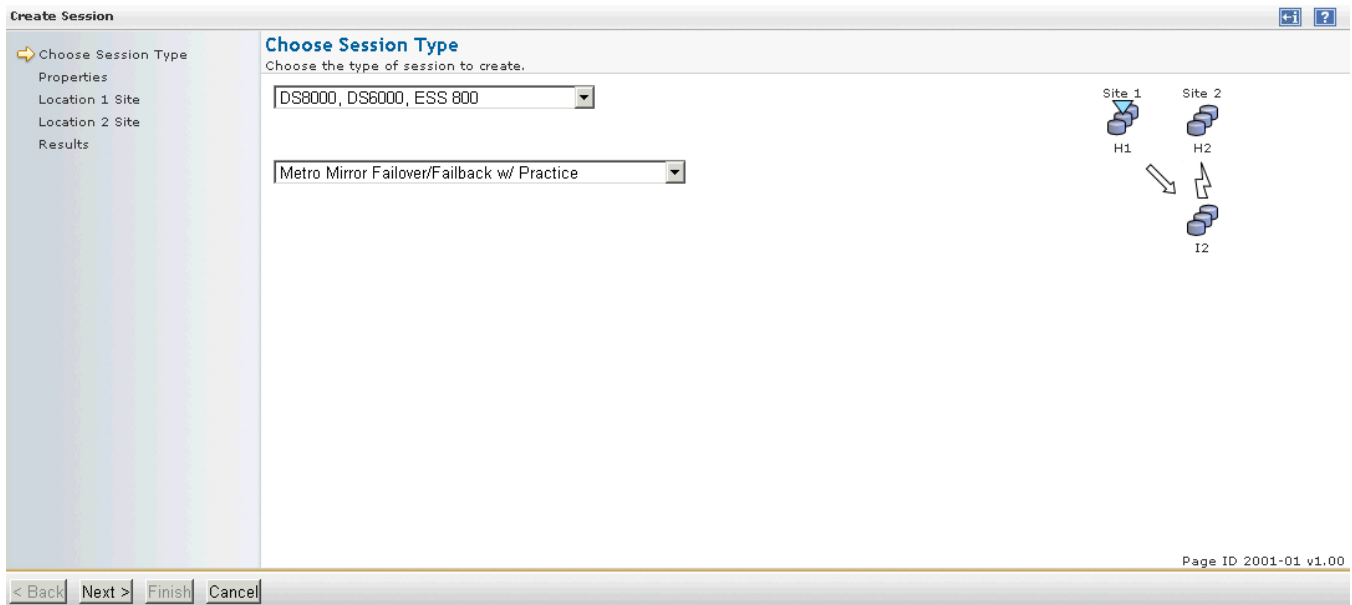 Create Session
Choose Session Type
Properties
Location 1 Site
Location 2 Site
Results
Choose Session Type
Choose the type of session to create.
DS8000, DS6000, ESS 800
Metro Mirror Failover/Failback w/ Practice
Site 1 Site 2
H1 H2
I2
Page ID 2001-01 v1.00
< Back Next > Finish Cancel